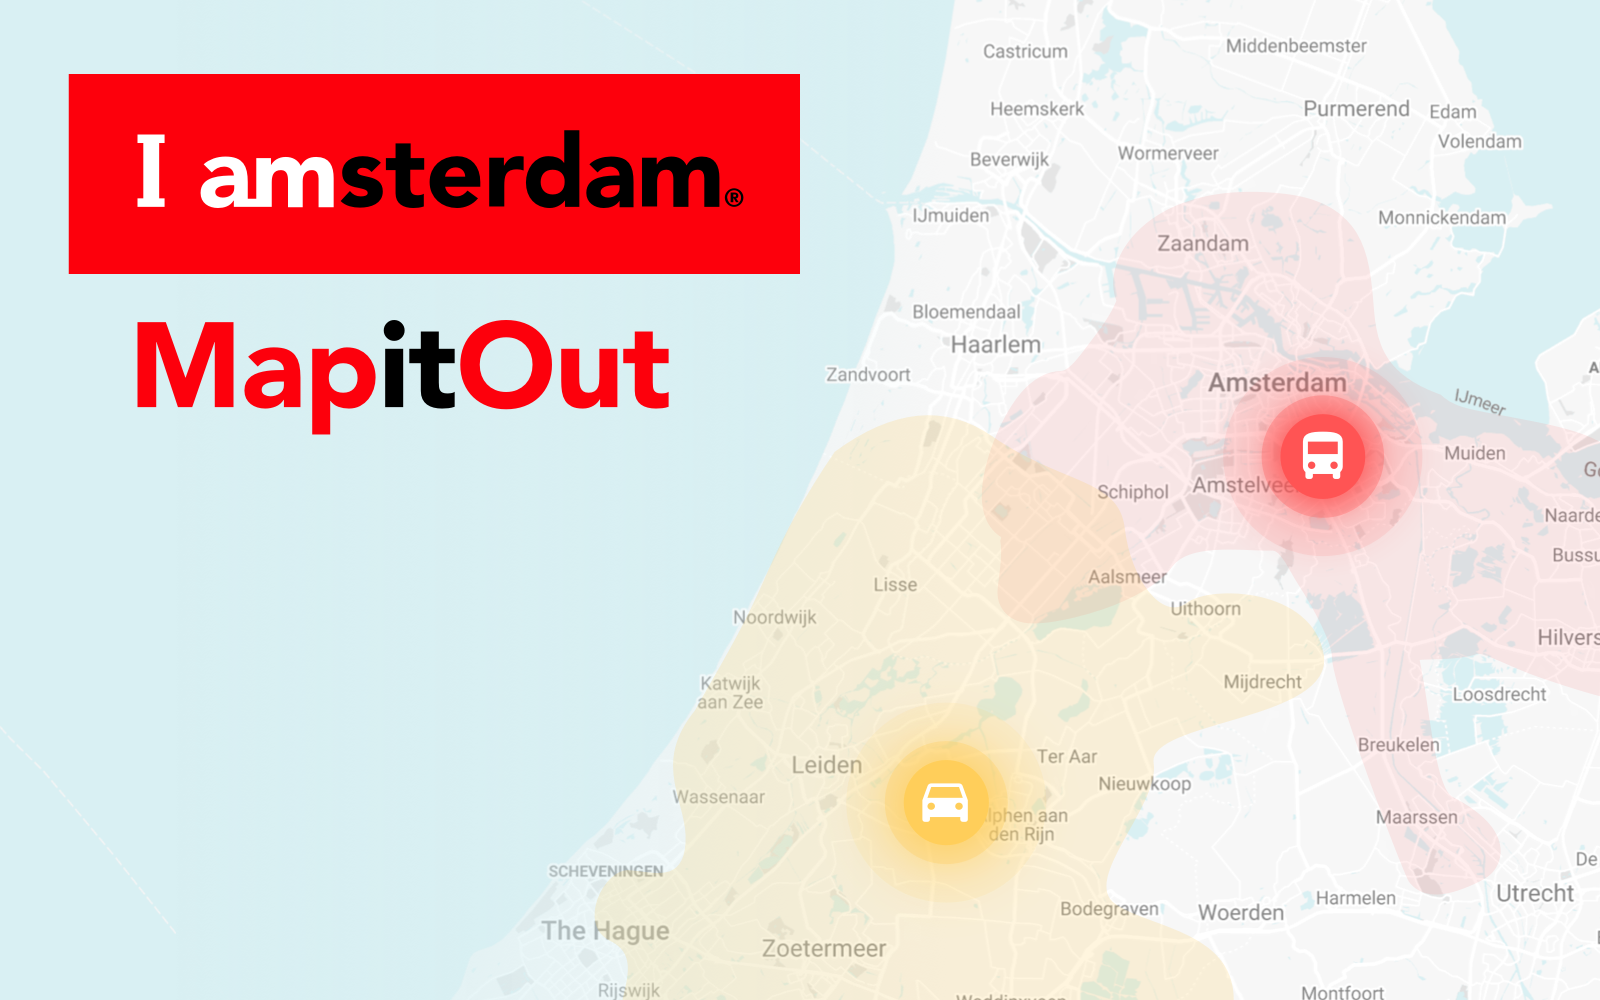 I amsterdam®
MapitOut
Castricum
Middenbeemster
Heemskerk
Purmerend
Edam
Volendam
Beverwijk
Wormerveer
IJmuiden
Monnickendam
Zaandam
Bloemendaal
Haarlem
Zandvoort
Amsterdam
IJmeer
Muiden
Schiphol
Amstelvee
Naarde
Bussu
Aalsmeer
Lisse
Uithoorn
Noordwijk
Hilvers
Katwijk
aan Zee
Mijdrecht
Loosdrecht
Breukelen
Leiden
Ter Aar
Nieuwkoop
Wassenaar
lphen aan
den Rijn
Maarssen
De
SCHEVENINGEN
Harmelen
Utrecht
Bodegraven
Woerden
The Hague
Zoetermeer
Rijswijk
Montfoort